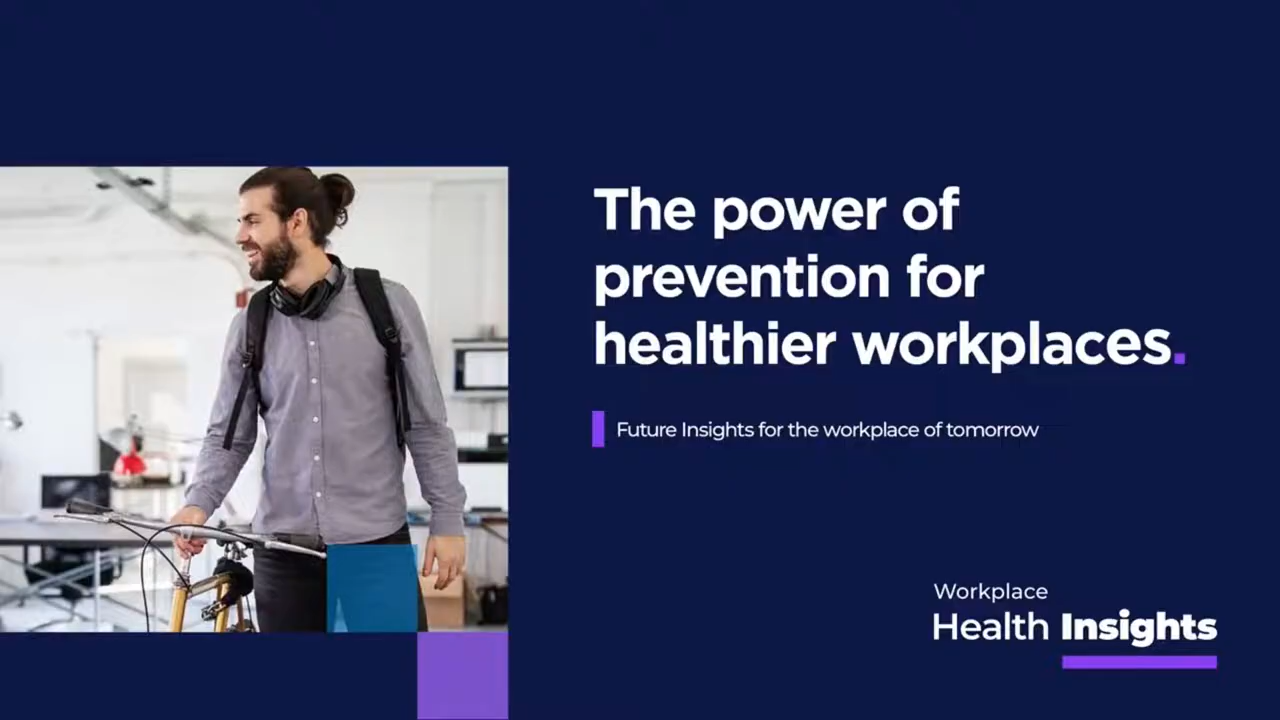 The power of
prevention for
healthier workplaces.
Future Insights for the workplace of tomorrow
Workplace
Health Insights